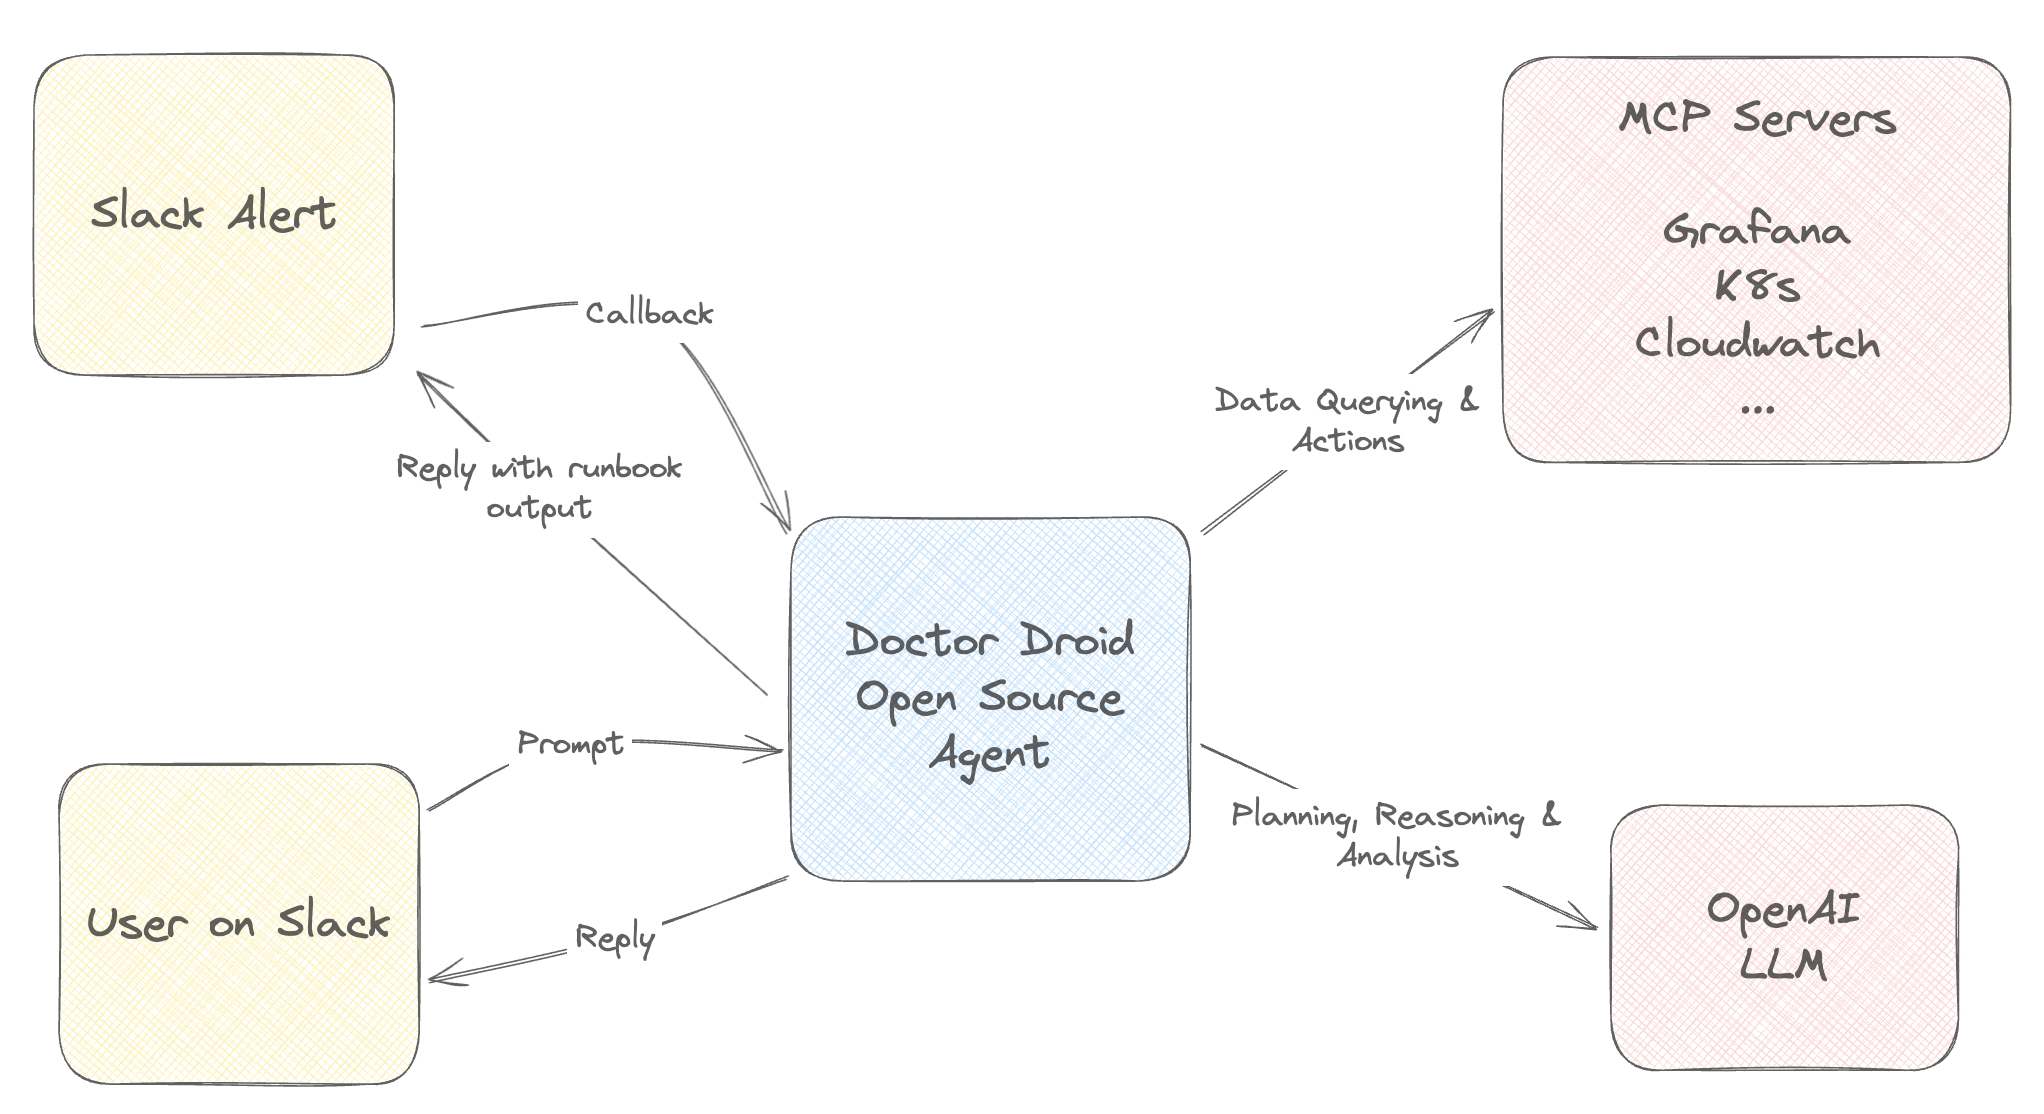 Slack Alert
Callback
Reply with runbook
output
MCP Servers
Grafana
K8s
Cloudwatch
...
Data Querying &
Actions
Doctor Droid
Open Source
Agent
Prompt
User on Slack
Reply
Planning, Reasoning &
Analysis
OpenAI
LLM